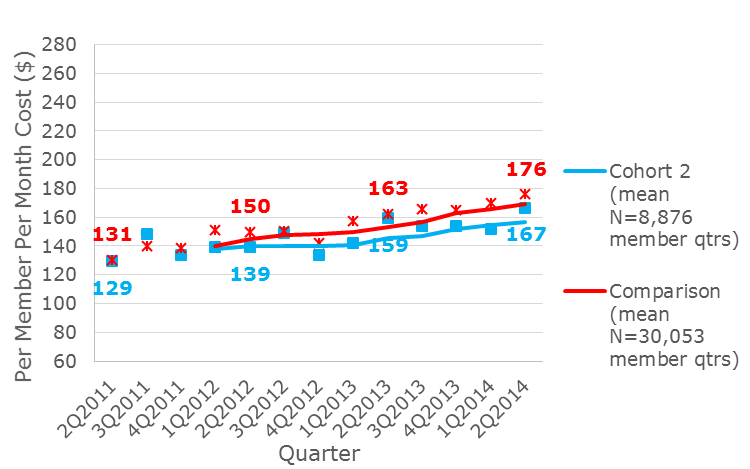 280
260
240
220
200
180
160
140
120
100
80
60
Per Member Per Month Cost ($)
131
150
163
176
129
139
159
167
2Q2011
3Q2011
4Q2011
1Q2012
2Q2012
3Q2012
4Q2012
1Q2013
2Q2013
3Q2013
4Q2013
1Q2014
2Q2014
Quarter
Cohort 2
(mean
N=8,876
member qtrs)
Comparison
(mean
N=30,053
member qtrs)